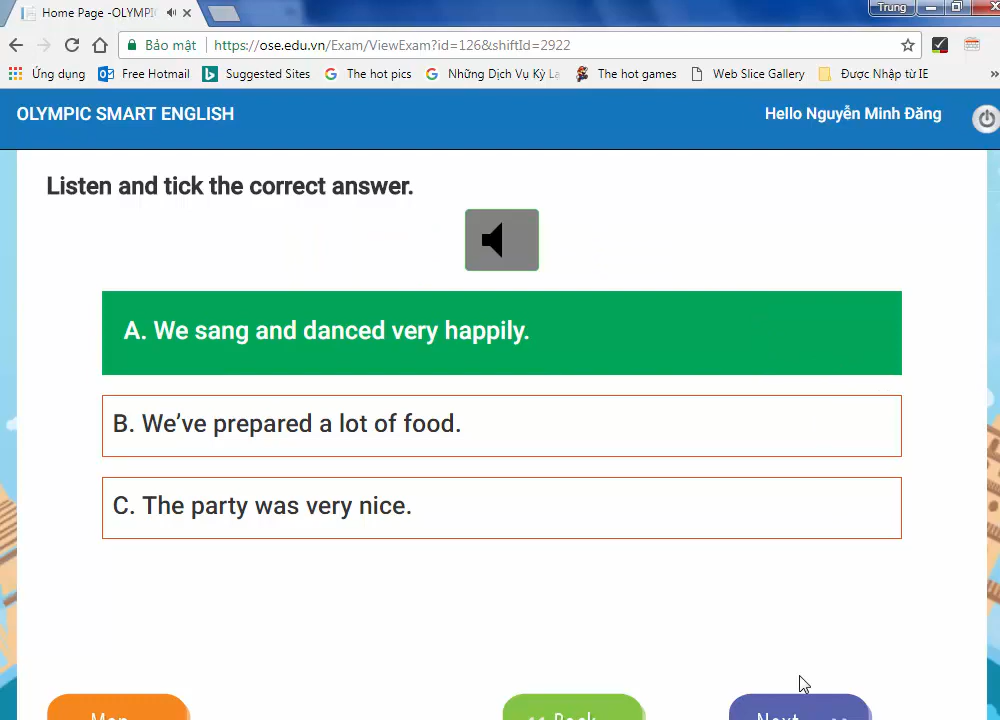 Home Page -OLYMPI
Trung
Bảo mật
https://ose.edu.vn/Exam/ViewExam?id=126&shiftId=2922
Ứng dụng Free Hotmail Suggested Sites The hot pics Những Dịch Vụ Kỳ The hot games Web Slice Gallery Được Nhập từ IE »
OLYMPIC SMART ENGLISH
Hello Nguyễn Minh Đăng
Listen and tick the correct answer.
A. We sang and danced very happily.
B. We’ve prepared a lot of food.
C. The party was very nice.
Map << Back Next >>